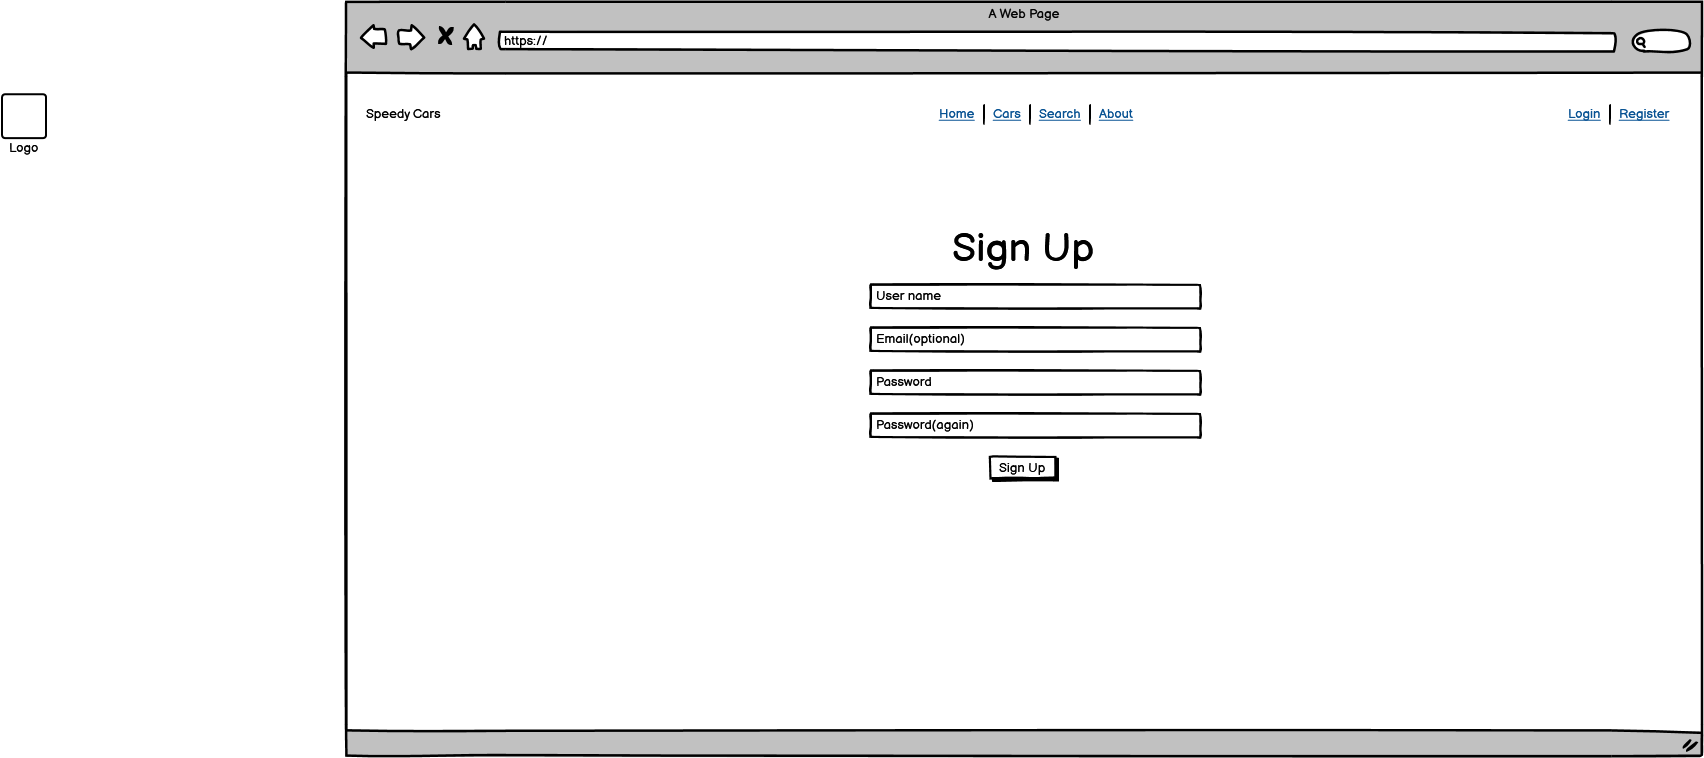 A Web Page
https://
Logo
Speedy Cars
Home Cars Search About
Login Register
Sign Up
User name
Email(optional)
Password
Password(again)
Sign Up